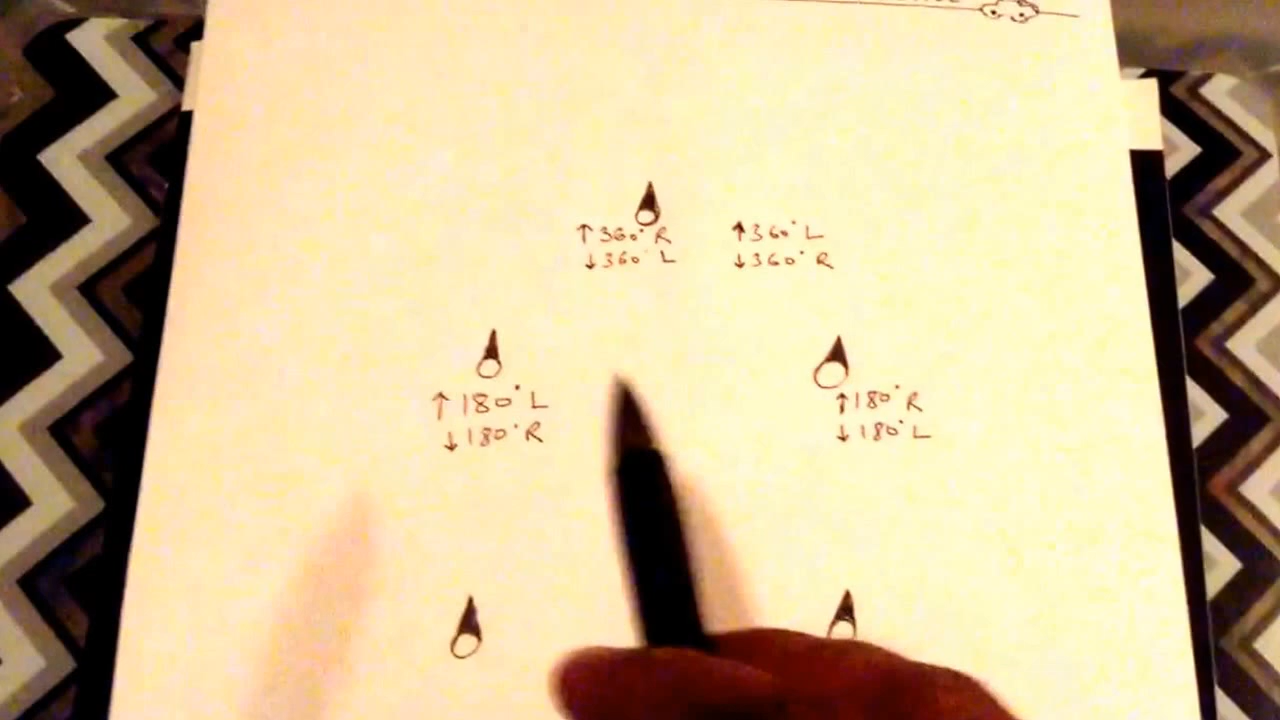 ↑360° R ↑360° L
↓360° L ↓360° R
↑180° L ↑180° R
↓180° R ↓180° L